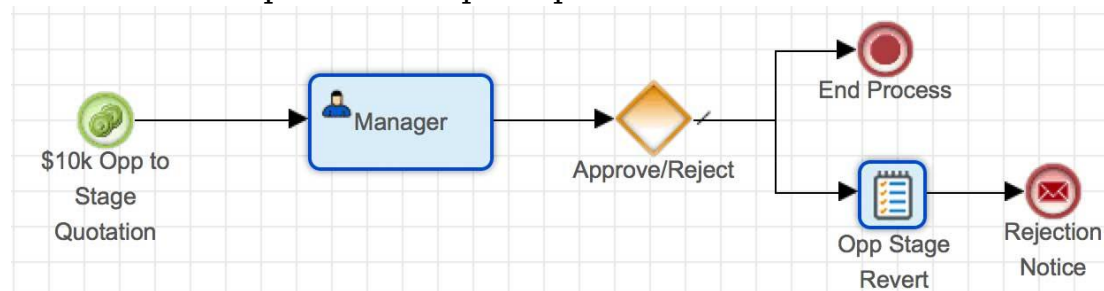 $10k Opp to
Stage
Quotation
Manager
Approve/Reject
End Process
Opp Stage
Revert
Rejection
Notice